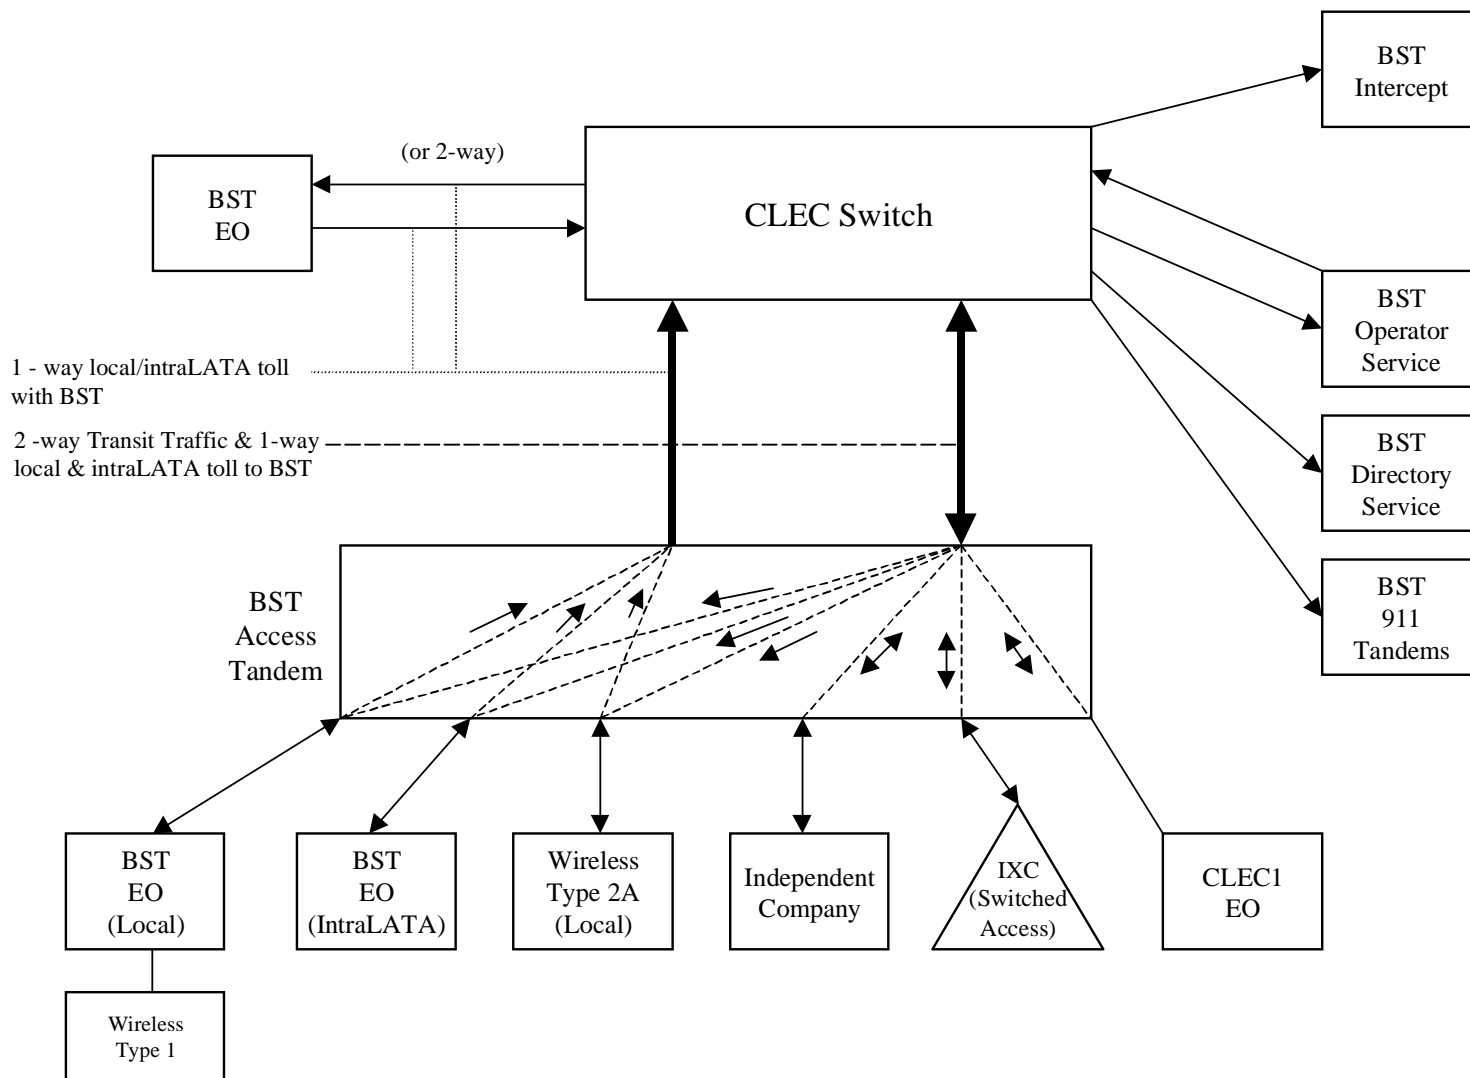 BST
Intercept
(or 2-way)
BST
EO
CLEC Switch
BST
Operator
Service
1 - way local/intraLATA toll
with BST
2 -way Transit Traffic & 1-way
local & intraLATA toll to BST
BST
Directory
Service
BST
911
Tandems
BST
Access
Tandem
BST
EO
(Local)
BST
EO
(IntraLATA)
Wireless
Type 2A
(Local)
Independent
Company
IXC
(Switched
Access)
CLEC1
EO
Wireless
Type 1